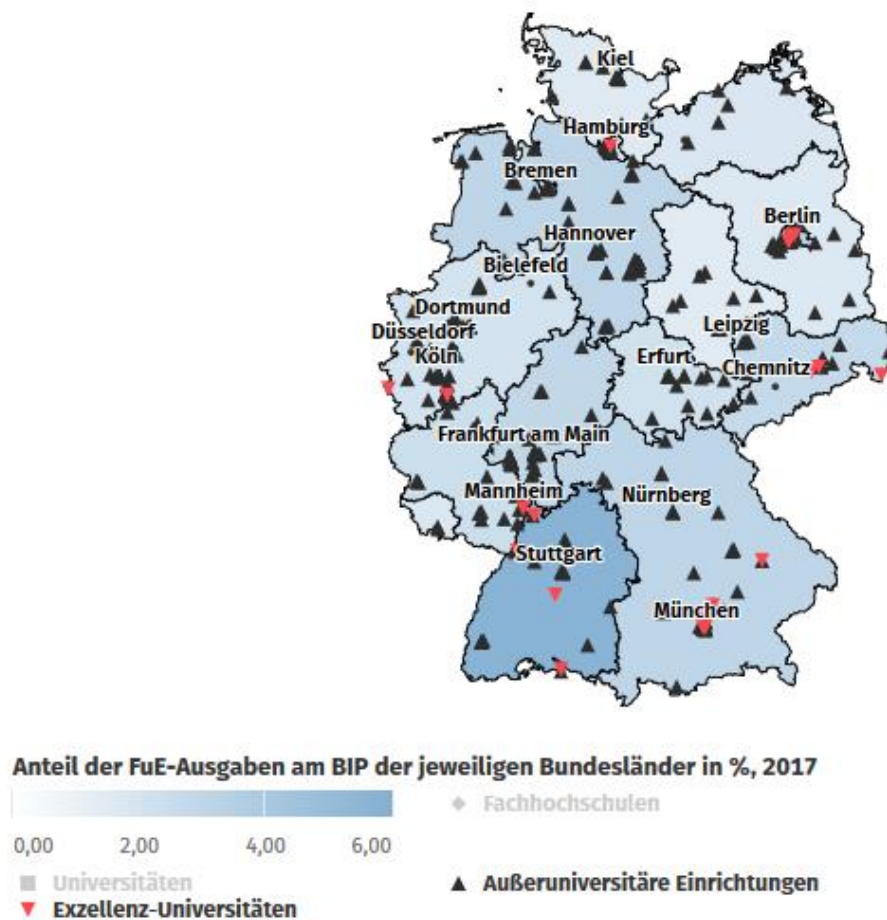 Kiel
Hamburg
Bremen
Berlin
Hannover
Bielefeld
Dortmund
Leipzig
Düsseldorf
Köln
Erfurt
Chemnitz
Frankfurt am Main
Mannheim
Nürnberg
Stuttgart
München
Anteil der FuE-Ausgaben am BIP der jeweiligen Bundesländer in %, 2017
Fachhochschulen
0,00 2,00 4,00 6,00
Universitäten
Außeruniversitäre Einrichtungen
Exzellenz-Universitäten